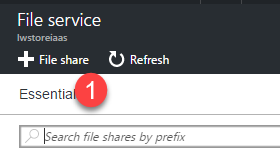 File service
lwstoreiaas
File share Refresh
Essential
1
Search file shares by prefix